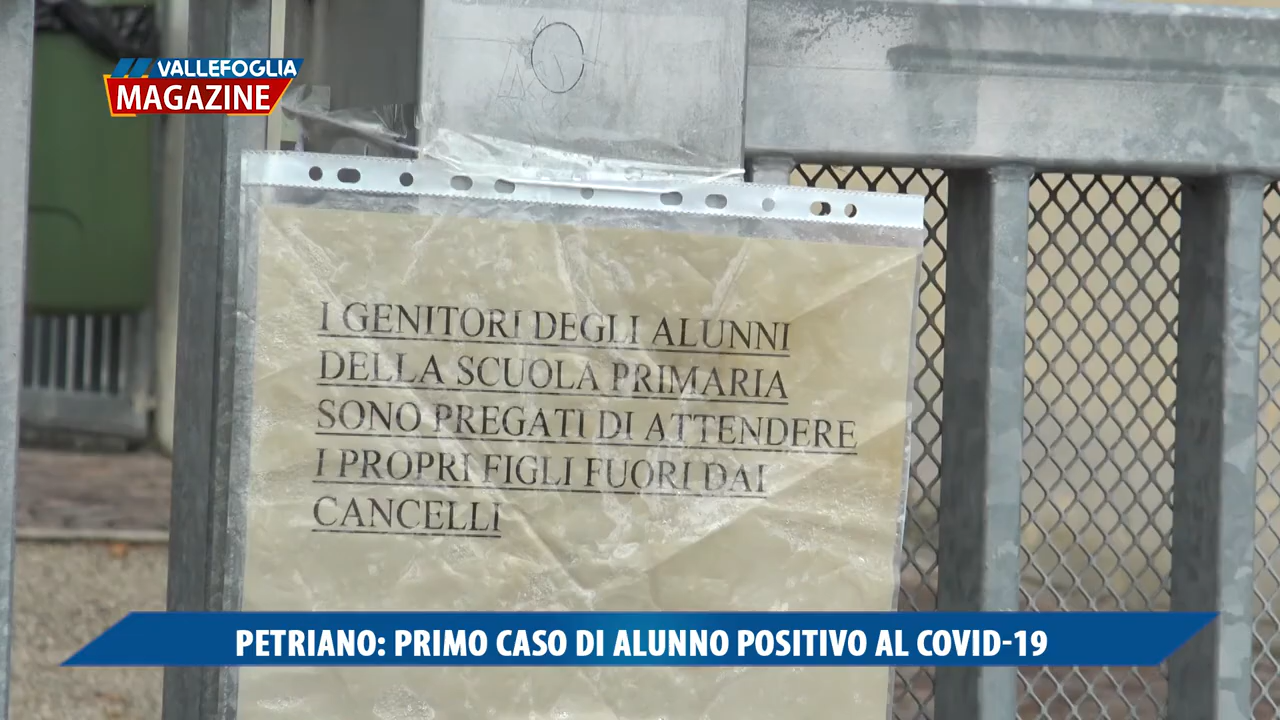 VALLEFOGLIA
MAGAZINE
I GENITORI DEGLI ALUNNI
DELLA SCUOLA PRIMARIA
SONO PREGATI DI ATTENDERE
I PROPRI FIGLI FUORI DAI
CANCELLI
PETRIANO: PRIMO CASO DI ALUNNO POSITIVO AL COVID-19